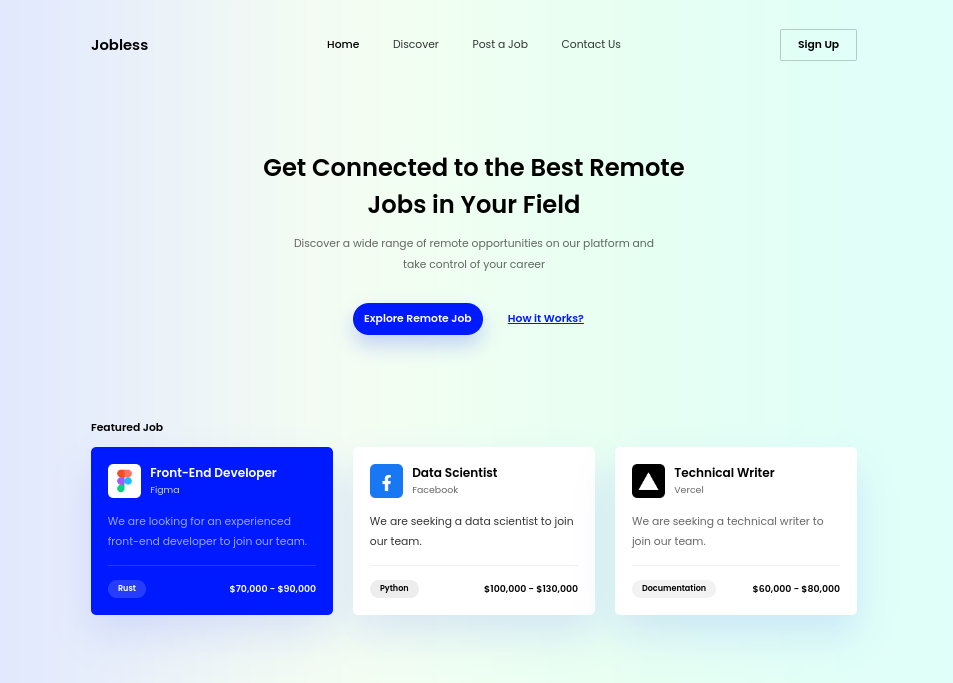 Jobless
Home Discover Post a Job Contact Us
Sign Up
Get Connected to the Best Remote
Jobs in Your Field
Discover a wide range of remote opportunities on our platform and
take control of your career
Explore Remote Job
How it Works?
Featured Job
Front-End Developer
Figma
We are looking for an experienced
front-end developer to join our team.
Rust
$70,000 - $90,000
Data Scientist
Facebook
We are seeking a data scientist to join
our team.
Python
$100,000 - $130,000
Technical Writer
Vercel
We are seeking a technical writer to
join our team.
Documentation
$60,000 - $80,000